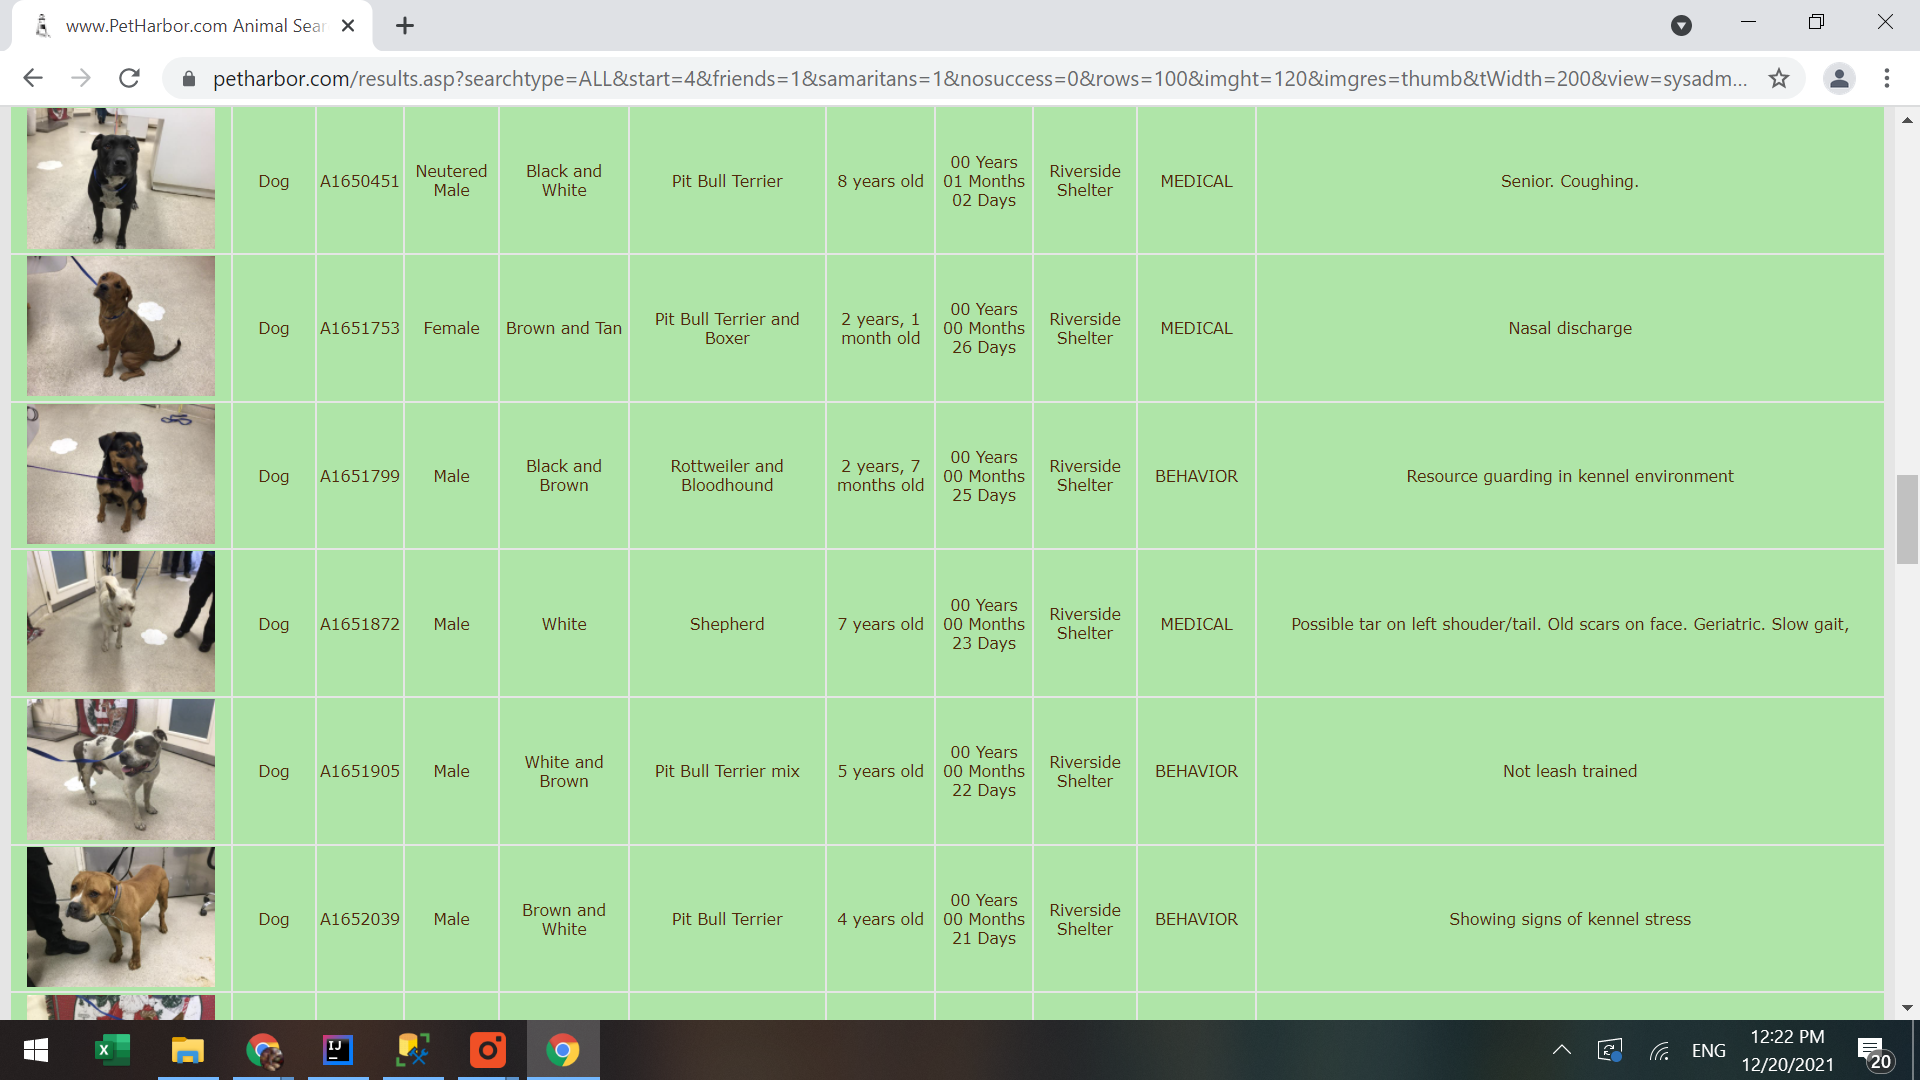 www.PetHarbor.com Animal Sear
petharbor.com/results.asp?searchtype=ALL&start=4&friends=1&samaritans=1&nosuccess=0&rows=100&imght=120&imgres=thumb&tWidth=200&view=sysadm...
Dog A1650451 Neutered Male Black and White Pit Bull Terrier 8 years old 00 Years 01 Months 02 Days Riverside Shelter MEDICAL Senior. Coughing.
Dog A1651753 Female Brown and Tan Pit Bull Terrier and Boxer 2 years, 1 month old 00 Years 00 Months 26 Days Riverside Shelter MEDICAL Nasal discharge
Dog A1651799 Male Black and Brown Rottweiler and Bloodhound 2 years, 7 months old 00 Years 00 Months 25 Days Riverside Shelter BEHAVIOR Resource guarding in kennel environment
Dog A1651872 Male White Shepherd 7 years old 00 Years 00 Months 23 Days Riverside Shelter MEDICAL Possible tar on left shouder/tail. Old scars on face. Geriatric. Slow gait,
Dog A1651905 Male White and Brown Pit Bull Terrier mix 5 years old 00 Years 00 Months 22 Days Riverside Shelter BEHAVIOR Not leash trained
Dog A1652039 Male Brown and White Pit Bull Terrier 4 years old 00 Years 00 Months 21 Days Riverside Shelter BEHAVIOR Showing signs of kennel stress
X
IJ
ENG
12:22 PM
12/20/2021
20